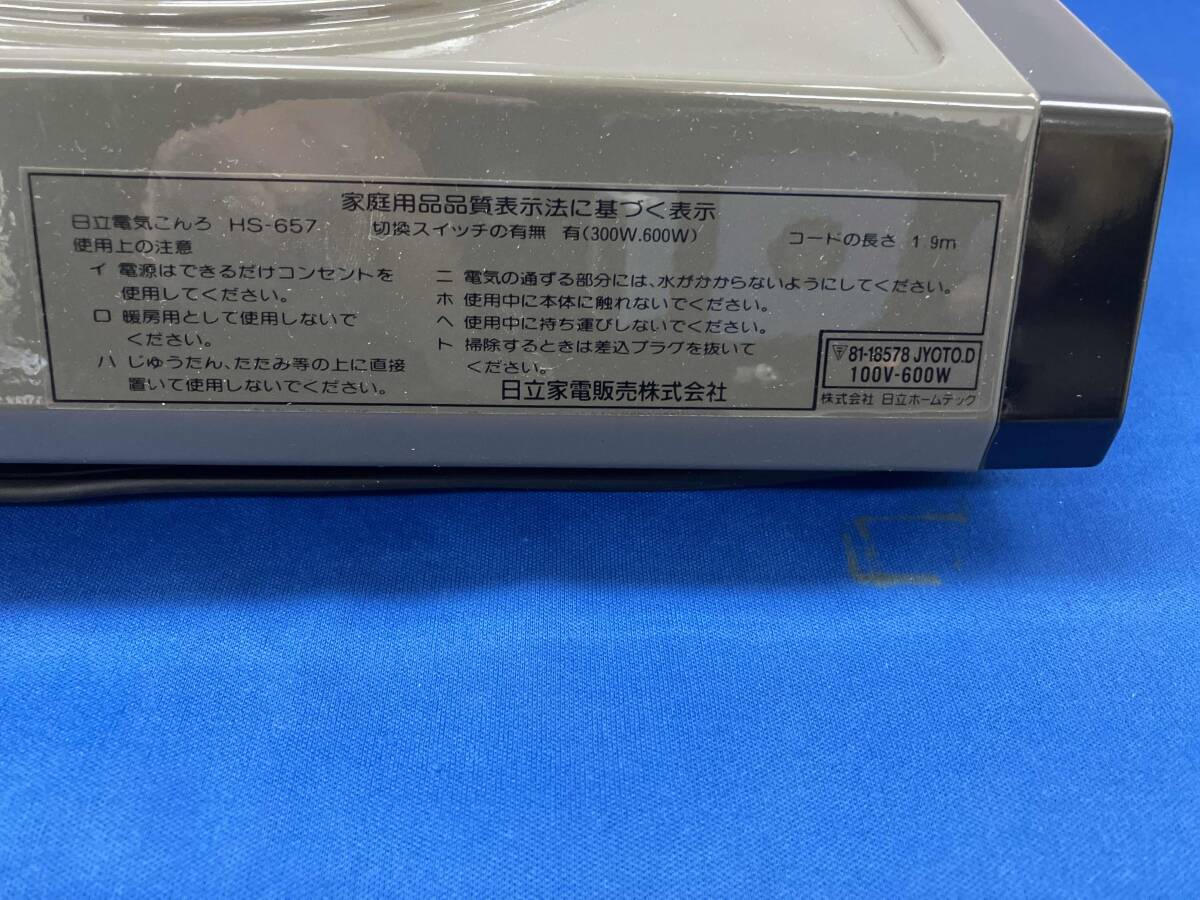 家庭用品品質表示法に基づく表示
日立電気こんろ HS-657 切換スイッチの有無 有(300W.600W) コードの長さ 1.9m
使用上の注意
イ 電源はできるだけコンセントを
使用してください。
ロ 暖房用として使用しないで
ください。
ハ じゅうたん、たたみ等の上に直接
置いて使用しないでください。
ニ 電気の通ずる部分には、水がかからないようにしてください。
ホ 使用中に本体に触れないでください。
ヘ 使用中に持ち運びしないでください。
ト 掃除するときは差込プラグを抜いて
ください。
日立家電販売株式会社
81-18578 JYOTO.D
100V-600W
株式会社 日立ホームテック